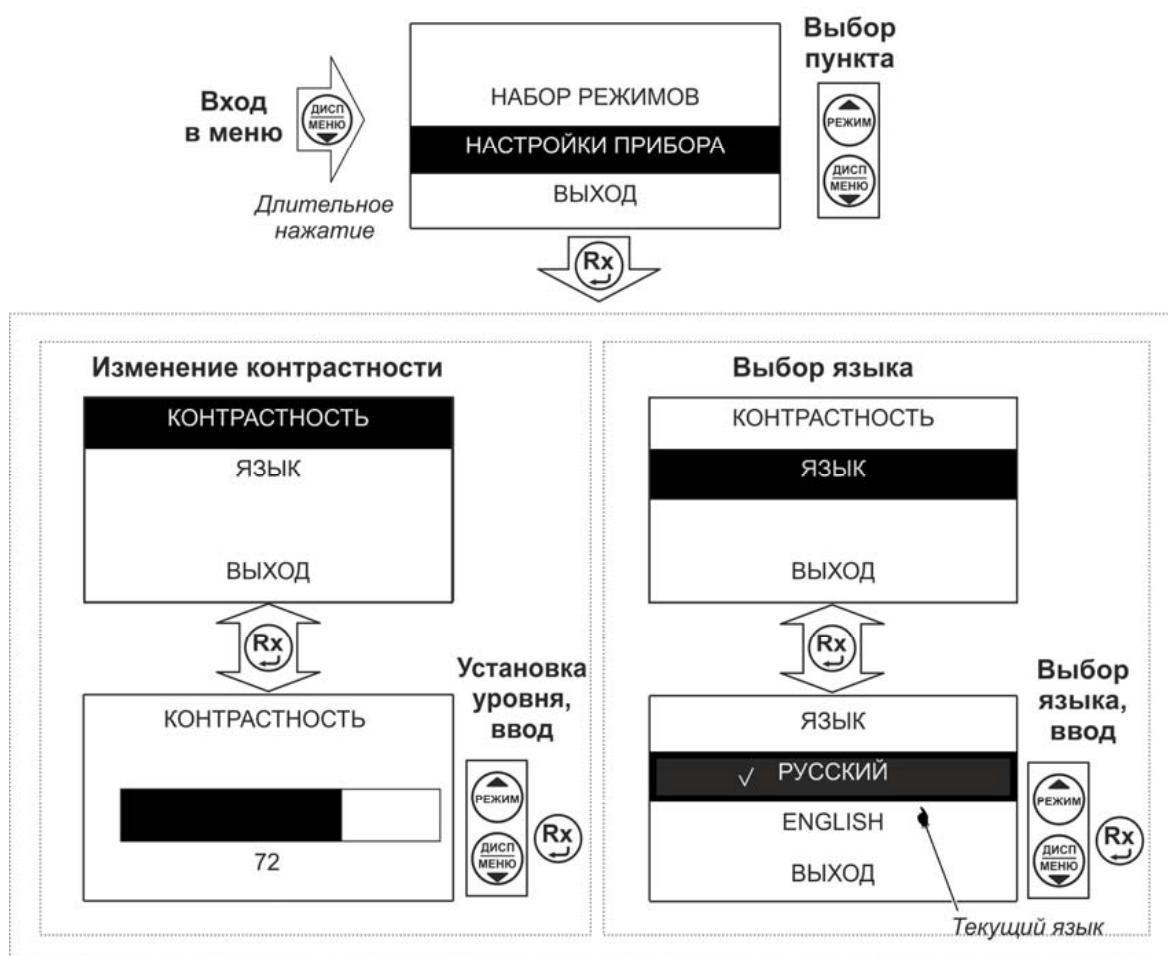 Выбор
пункта
Вход
в меню
ДИСП
МЕНЮ
Длительное
нажатие
НАБОР РЕЖИМОВ
НАСТРОЙКИ ПРИБОРА
ВЫХОД
РЕЖИМ
ДИСП
МЕНЮ
Rx
Изменение контрастности
КОНТРАСТНОСТЬ
ЯЗЫК
ВЫХОД
Rx
КОНТРАСТНОСТЬ
72
Установка
уровня,
ввод
РЕЖИМ
ДИСП
МЕНЮ
Rx
Выбор языка
КОНТРАСТНОСТЬ
ЯЗЫК
ВЫХОД
Rx
ЯЗЫК
√ РУССКИЙ
ENGLISH
ВЫХОД
Выбор
языка,
ввод
РЕЖИМ
ДИСП
МЕНЮ
Rx
Текущий язык